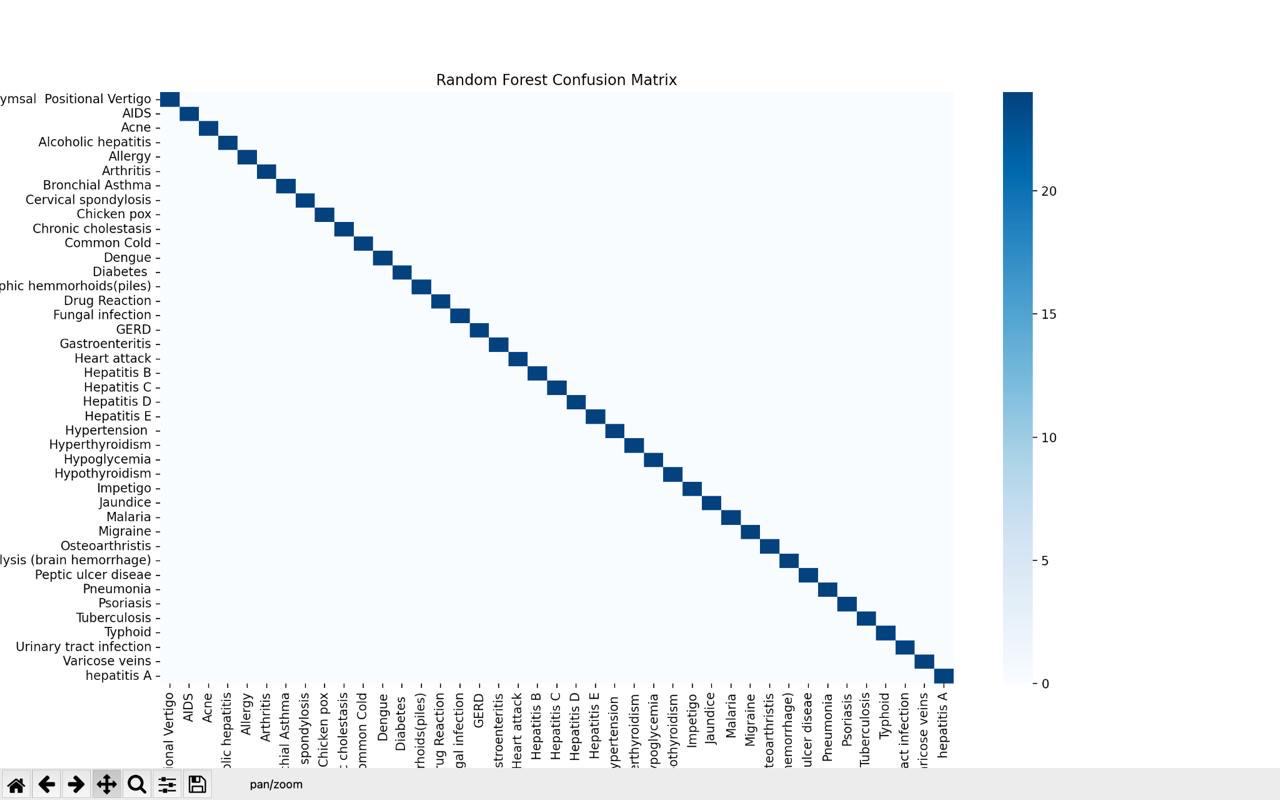 Random Forest Confusion Matrix
ymsal  Positional Vertigo
AIDS
Acne
Alcoholic hepatitis
Allergy
Arthritis
Bronchial Asthma
Cervical spondylosis
Chicken pox
Chronic cholestasis
Common Cold
Dengue
Diabetes
phic hemmorhoids(piles)
Drug Reaction
Fungal infection
GERD
Gastroenteritis
Heart attack
Hepatitis B
Hepatitis C
Hepatitis D
Hepatitis E
Hypertension
Hyperthyroidism
Hypoglycemia
Hypothyroidism
Impetigo
Jaundice
Malaria
Migraine
Osteoarthristis
lysis (brain hemorrhage)
Peptic ulcer diseae
Pneumonia
Psoriasis
Tuberculosis
Typhoid
Urinary tract infection
Varicose veins
hepatitis A
20
15
10
5
0
ional Vertigo
AIDS
Acne
olic hepatitis
Allergy
Arthritis
hial Asthma
spondylosis
Chicken pox
c cholestasis
ommon Cold
Dengue
Diabetes
rhoids(piles)
rug Reaction
gal infection
GERD
stroenteritis
Heart attack
Hepatitis B
Hepatitis C
Hepatitis D
Hepatitis E
ypertension
erthyroidism
ypoglycemia
othyroidism
Impetigo
Jaundice
Malaria
Migraine
teoarthristis
emorrhage)
ulcer diseae
Pneumonia
Psoriasis
Tuberculosis
Typhoid
act infection
aricose veins
hepatitis A
pan/zoom